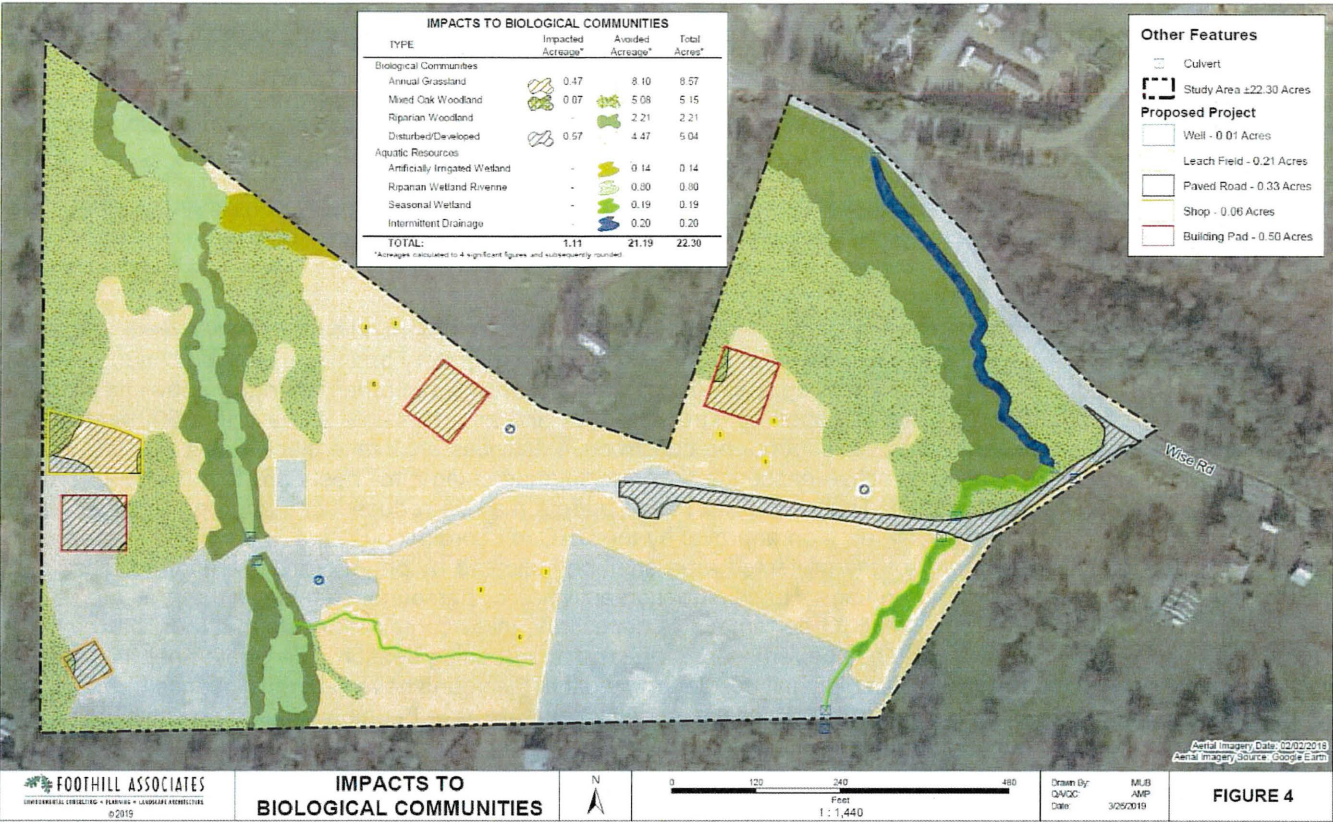 IMPACTS TO BIOLOGICAL COMMUNITIES
TYPE Impacted Acreage* Avoided Acreage* Total Acres*
Biological Communities
Annual Grassland 0.47 8.10 8.57
Mixed Oak Woodland 0.07 5.08 5.15
Riparian Woodland - 2.21 2.21
Disturbed/Developed 0.57 4.47 5.04
Aquatic Resources
Artificially Irrigated Wetland - 0.14 0.14
Riparian Wetland Riverine - 0.80 0.80
Seasonal Wetland - 0.19 0.19
Intermittent Drainage - 0.20 0.20
TOTAL: 1.11 21.19 22.30
*Acreages calculated to 4 significant figures and subsequently rounded
Other Features
Culvert
Study Area ±22.30 Acres
Proposed Project
Well - 0.01 Acres
Leach Field - 0.21 Acres
Paved Road - 0.33 Acres
Shop - 0.06 Acres
Building Pad - 0.50 Acres
Wise Rd
Aerial Imagery Date: 02/02/2018
Aerial Imagery Source: Google Earth
FOOTHILL ASSOCIATES
ENVIRONMENTAL CONSULTING • PLANNING • LANDSCAPE ARCHITECTURE
© 2019
IMPACTS TO
BIOLOGICAL COMMUNITIES
N
0 120 240 480
Feet
1 : 1,440
Drawn By: MUB
QA/QC: AMP
Date: 3/26/2019
FIGURE 4